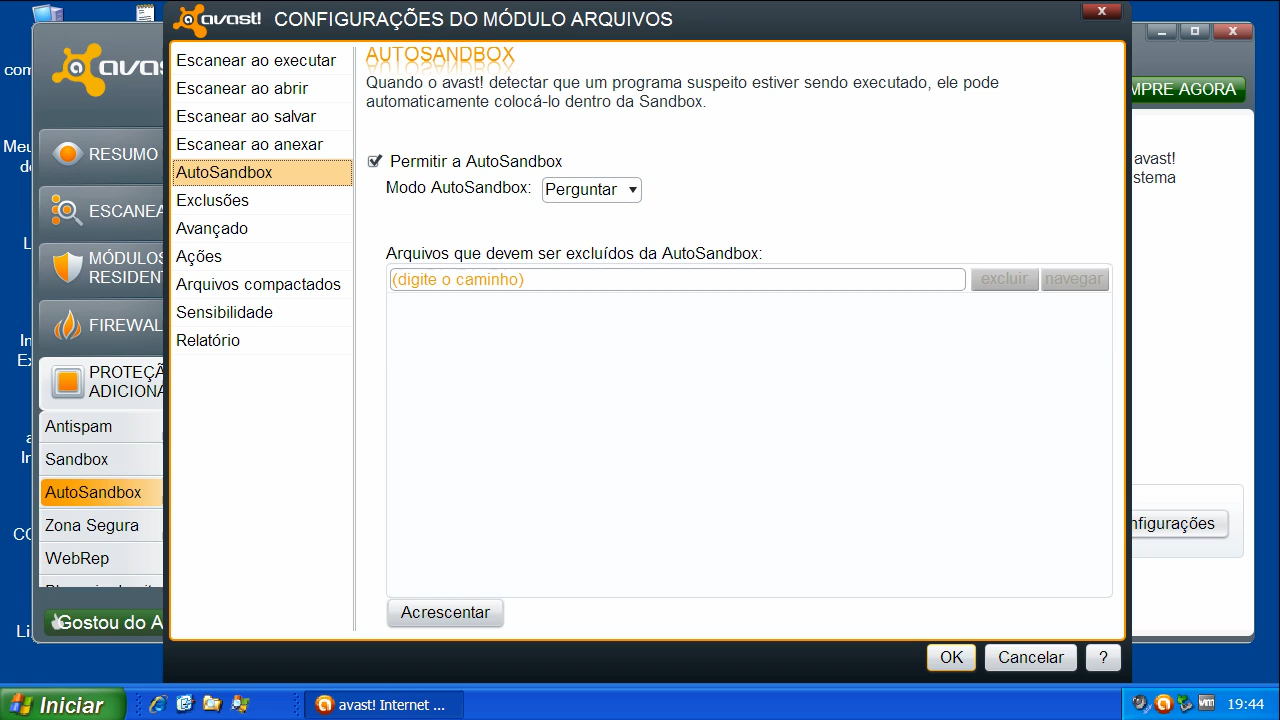 avast! CONFIGURAÇÕES DO MÓDULO ARQUIVOS
Escanear ao executar
Escanear ao abrir
Escanear ao salvar
Escanear ao anexar
AutoSandbox
Exclusões
Avançado
Ações
Arquivos compactados
Sensibilidade
Relatório
AUTOSANDBOX
Quando o avast! detectar que um programa suspeito estiver sendo executado, ele pode
automaticamente colocá-lo dentro da Sandbox.
Permitir a AutoSandbox
Modo AutoSandbox: Perguntar
Arquivos que devem ser excluídos da AutoSandbox:
(digite o caminho) excluir navegar
Acrescentar
OK Cancelar ?
avas
RESUMO
ESCANEA
MÓDULOS
RESIDEN
FIREWAL
PROTEÇÃ
ADICIONA
Antispam
Sandbox
AutoSandbox
Zona Segura
WebRep
Gostou do A
MPRE AGORA
avast!
stema
nfigurações
com
Meu
Iniciar avast! Internet ... 19:44